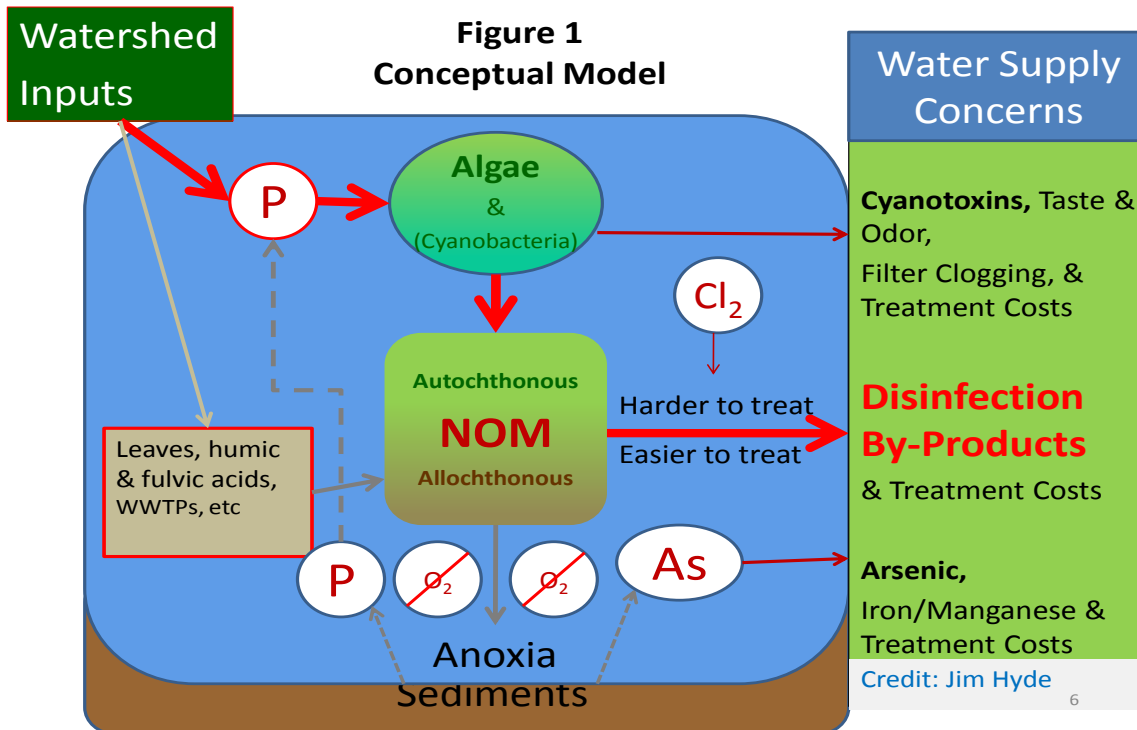 Watershed
Inputs
Figure 1
Conceptual Model
Water Supply
Concerns
P
Algae
&
(Cyanobacteria)
Cyanotoxins, Taste &
Odor,
Filter Clogging, &
Treatment Costs
Cl₂
Autochthonous
NOM
Allochthonous
Harder to treat
Easier to treat
Disinfection
By-Products
& Treatment Costs
Leaves, humic
& fulvic acids,
WWTPs, etc
P
O₂
O₂
As
Arsenic,
Iron/Manganese &
Treatment Costs
Anoxia
Sediments
Credit: Jim Hyde
6